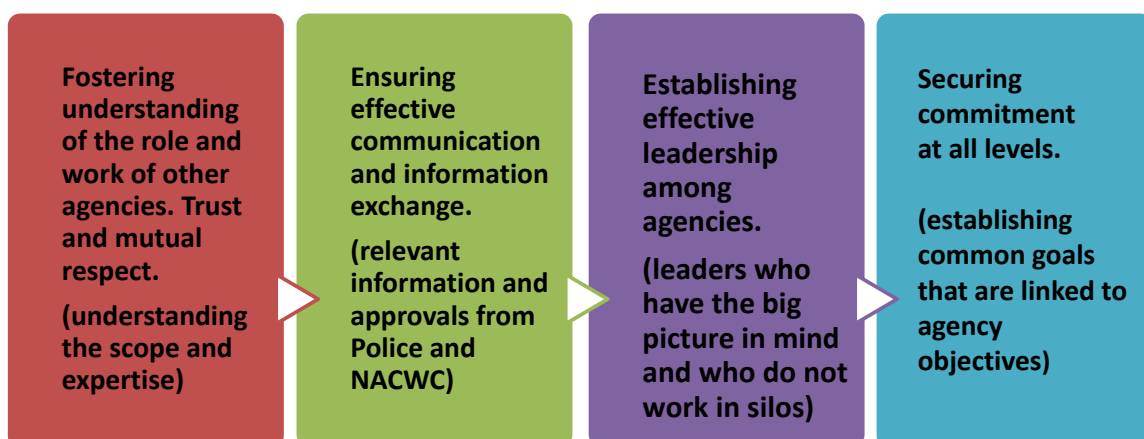 Fostering
understanding
of the role and
work of other
agencies. Trust
and mutual
respect.
(understanding
the scope and
expertise)
Ensuring
effective
communication
and information
exchange.
(relevant
information and
approvals from
Police and
NACWC)
Establishing
effective
leadership
among
agencies.
(leaders who
have the big
picture in mind
and who do not
work in silos)
Securing
commitment
at all levels.
(establishing
common goals
that are linked to
agency
objectives)